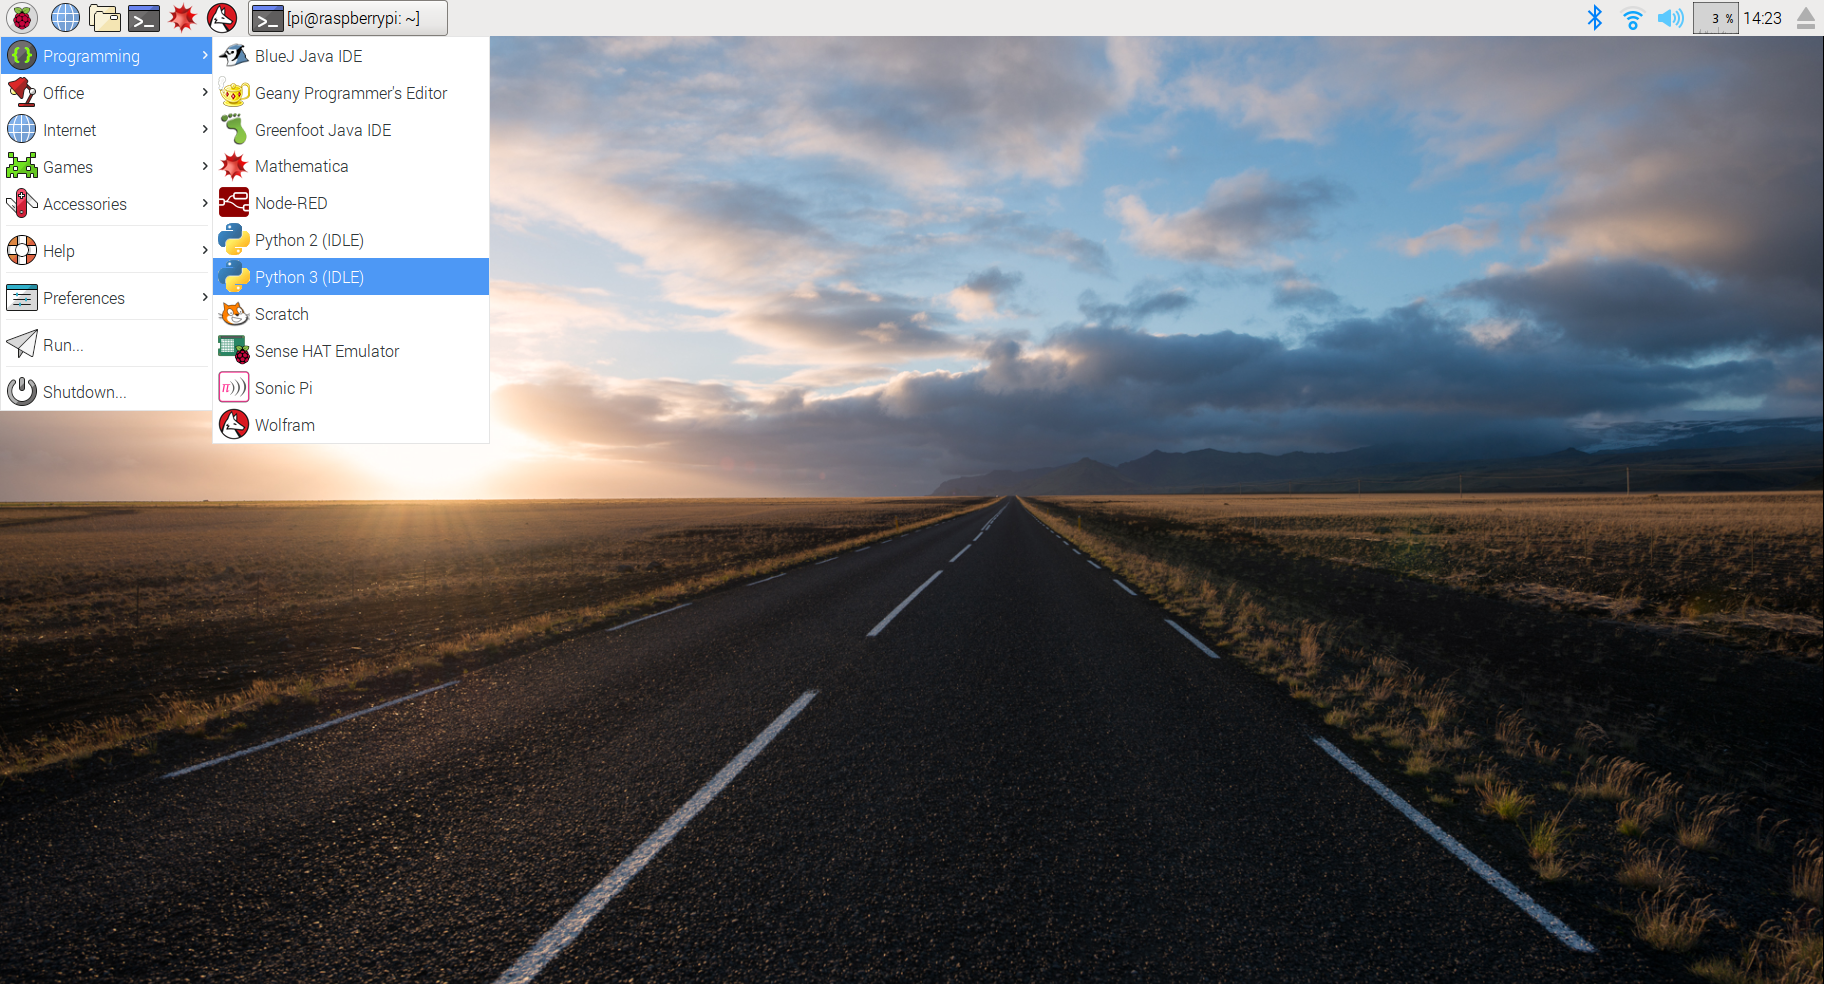 [pi@raspberrypi: ~]
3 %
14:23
Programming
Office
Internet
Games
Accessories
Help
Preferences
Run...
Shutdown...
BlueJ Java IDE
Geany Programmer's Editor
Greenfoot Java IDE
Mathematica
Node-RED
Python 2 (IDLE)
Python 3 (IDLE)
Scratch
Sense HAT Emulator
Sonic Pi
Wolfram